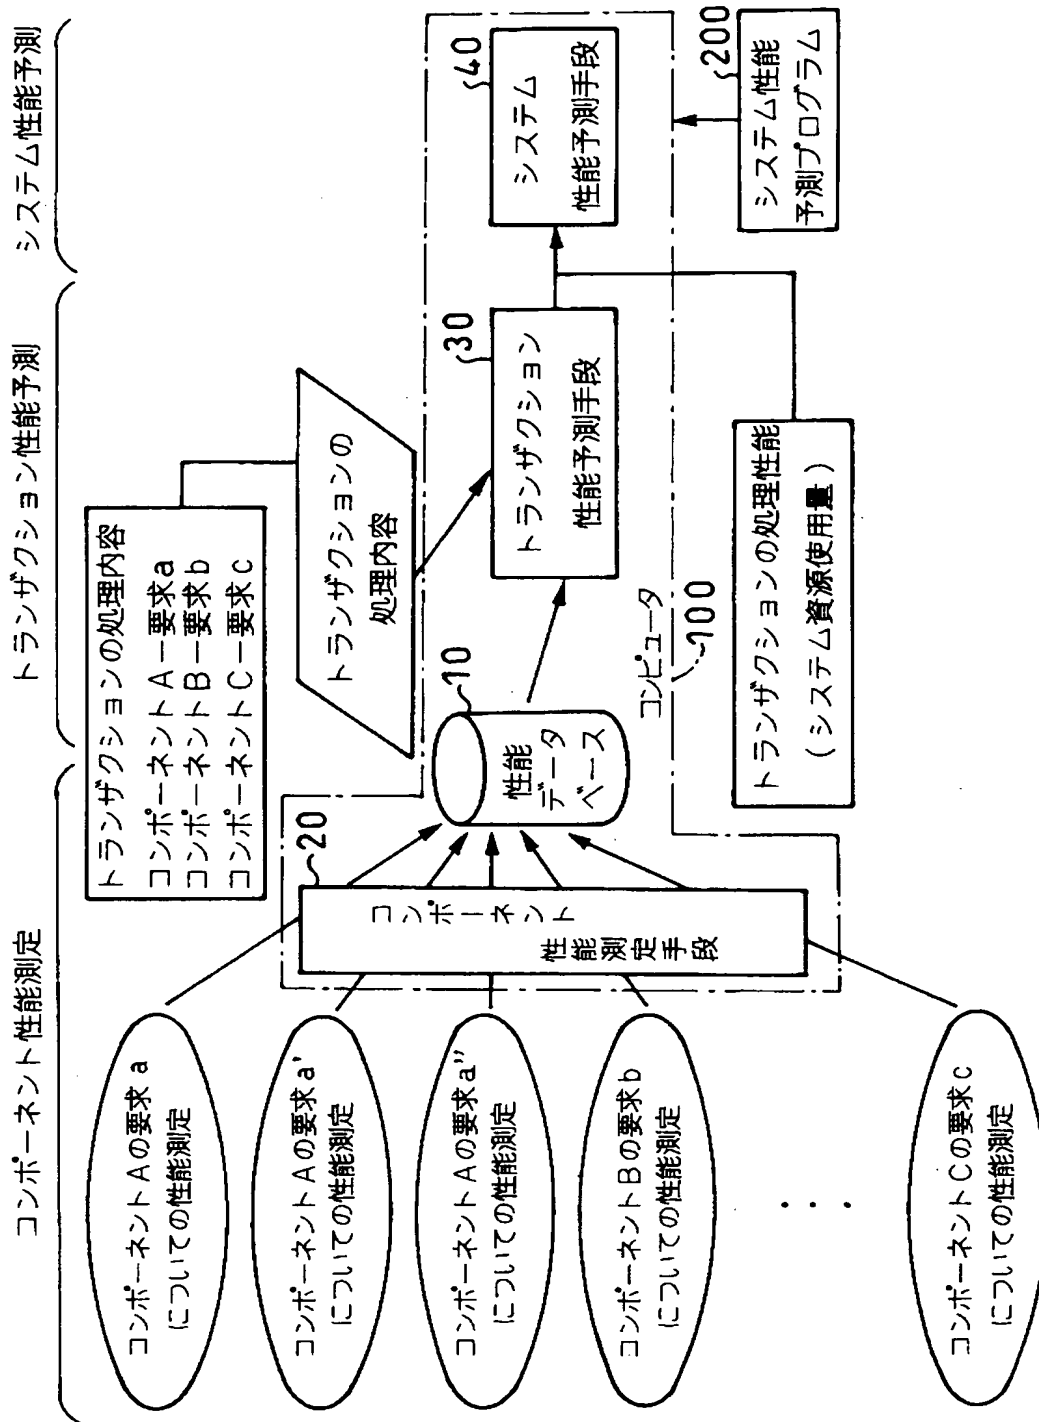 コンポーネント性能測定
トランザクション性能予測
システム性能予測
コンポーネントAの要求a
についての性能測定
コンポーネントAの要求a'
についての性能測定
コンポーネントAの要求a''
についての性能測定
コンポーネントBの要求b
についての性能測定
・・・
コンポーネントCの要求c
についての性能測定
20
コンポーネント
性能測定手段
トランザクションの処理内容
コンポーネントA−要求a
コンポーネントB−要求b
コンポーネントC−要求c
トランザクションの
処理内容
10
性能
データ
ベース
30
トランザクション
性能予測手段
40
システム
性能予測手段
コンピュータ
100
トランザクションの処理性能
(システム資源使用量)
200
システム性能
予測プログラム